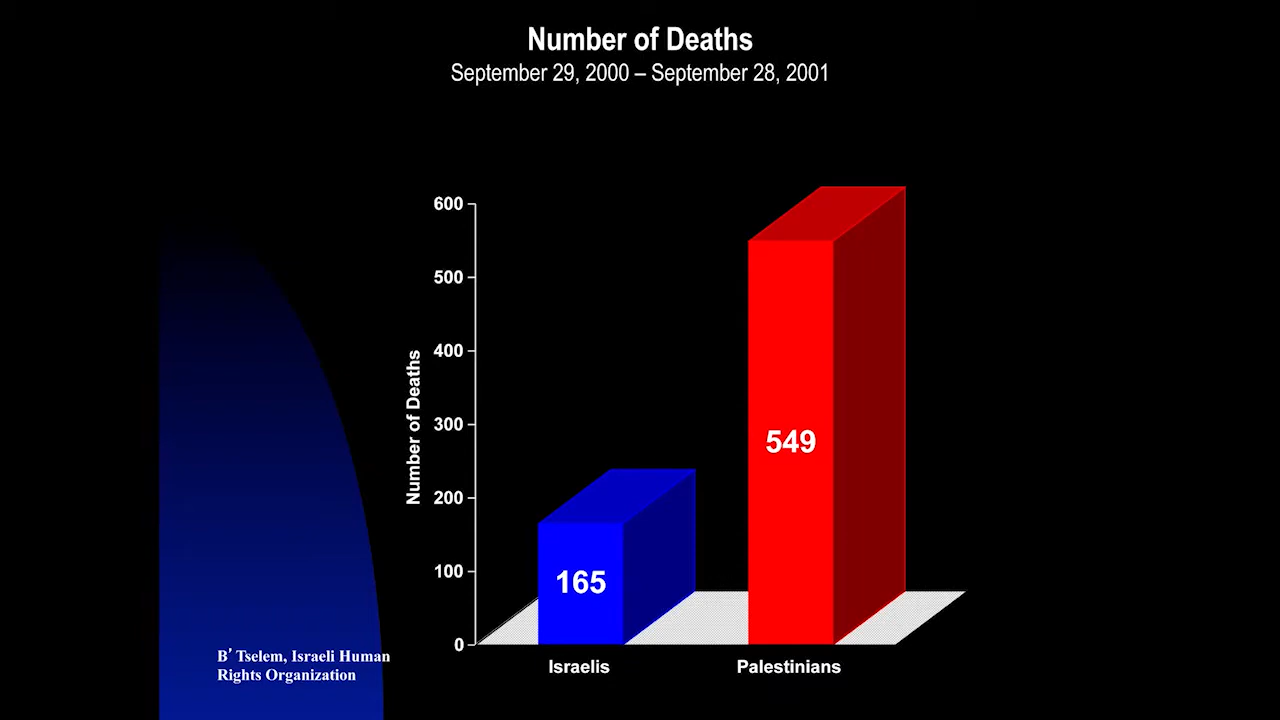 Number of Deaths
September 29, 2000 – September 28, 2001
Number of Deaths
600
500
400
300
200
100
0
165
549
Israelis
Palestinians
B’Tselem, Israeli Human
Rights Organization